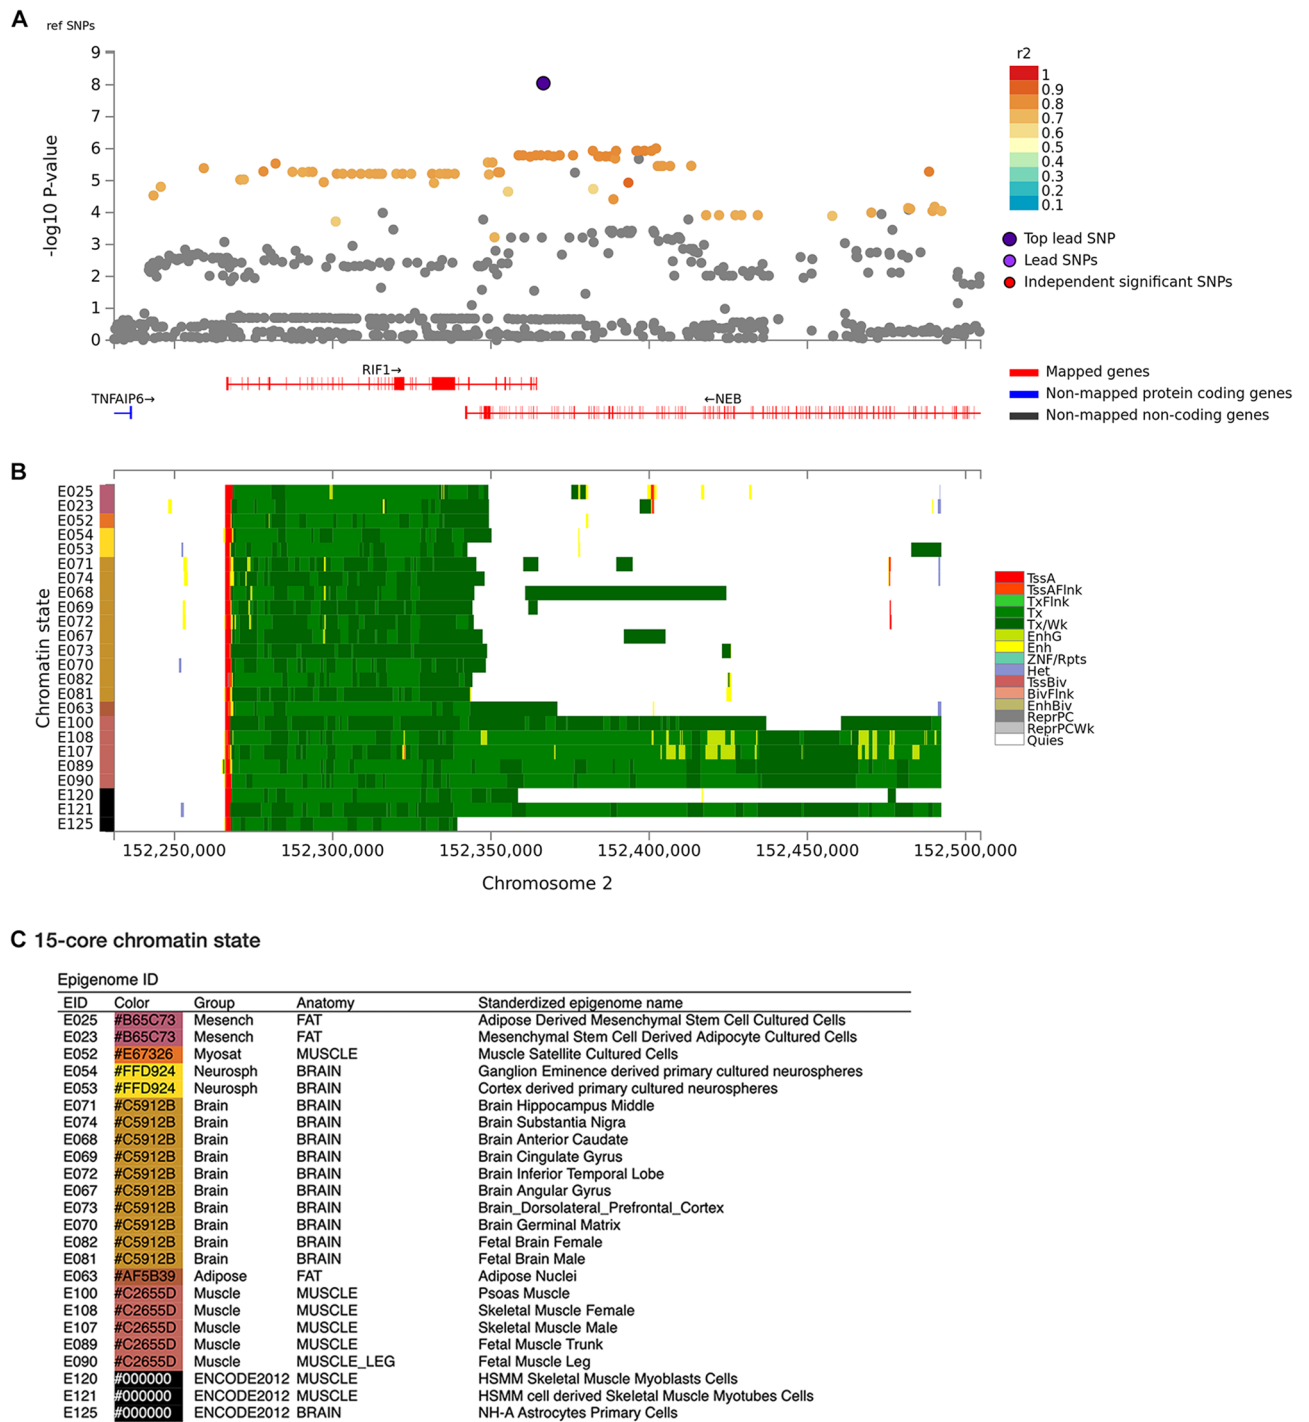 A
ref SNPs
9
8
7
6
5
4
3
2
1
0
-log10 P-value
r2
1
0.9
0.8
0.7
0.6
0.5
0.4
0.3
0.2
0.1
Top lead SNP
Lead SNPs
Independent significant SNPs
RIF1→
TNFAIP6→
←NEB
Mapped genes
Non-mapped protein coding genes
Non-mapped non-coding genes
B
Chromatin state
E025
E023
E052
E054
E053
E071
E074
E068
E069
E072
E067
E073
E070
E082
E081
E063
E100
E108
E107
E089
E090
E120
E121
E125
TssA
TssAFlnk
TxFlnk
Tx
Tx/Wk
EnhG
Enh
ZNF/Rpts
Het
TssBiv
BivFlnk
EnhBiv
ReprPC
ReprPCWk
Quies
152,250,000 152,300,000 152,350,000 152,400,000 152,450,000 152,500,000
Chromosome 2
C 15-core chromatin state
Epigenome ID
EID Color Group Anatomy Standerdized epigenome name
E025 #B65C73 Mesench FAT Adipose Derived Mesenchymal Stem Cell Cultured Cells
E023 #B65C73 Mesench FAT Mesenchymal Stem Cell Derived Adipocyte Cultured Cells
E052 #E67326 Myosat MUSCLE Muscle Satellite Cultured Cells
E054 #FFD924 Neurosph BRAIN Ganglion Eminence derived primary cultured neurospheres
E053 #FFD924 Neurosph BRAIN Cortex derived primary cultured neurospheres
E071 #C5912B Brain BRAIN Brain Hippocampus Middle
E074 #C5912B Brain BRAIN Brain Substantia Nigra
E068 #C5912B Brain BRAIN Brain Anterior Caudate
E069 #C5912B Brain BRAIN Brain Cingulate Gyrus
E072 #C5912B Brain BRAIN Brain Inferior Temporal Lobe
E067 #C5912B Brain BRAIN Brain Angular Gyrus
E073 #C5912B Brain BRAIN Brain_Dorsolateral_Prefrontal_Cortex
E070 #C5912B Brain BRAIN Brain Germinal Matrix
E082 #C5912B Brain BRAIN Fetal Brain Female
E081 #C5912B Brain BRAIN Fetal Brain Male
E063 #AF5B39 Adipose FAT Adipose Nuclei
E100 #C2655D Muscle MUSCLE Psoas Muscle
E108 #C2655D Muscle MUSCLE Skeletal Muscle Female
E107 #C2655D Muscle MUSCLE Skeletal Muscle Male
E089 #C2655D Muscle MUSCLE Fetal Muscle Trunk
E090 #C2655D Muscle MUSCLE_LEG Fetal Muscle Leg
E120 #000000 ENCODE2012 MUSCLE HSMM Skeletal Muscle Myoblasts Cells
E121 #000000 ENCODE2012 MUSCLE HSMM cell derived Skeletal Muscle Myotubes Cells
E125 #000000 ENCODE2012 BRAIN NH-A Astrocytes Primary Cells